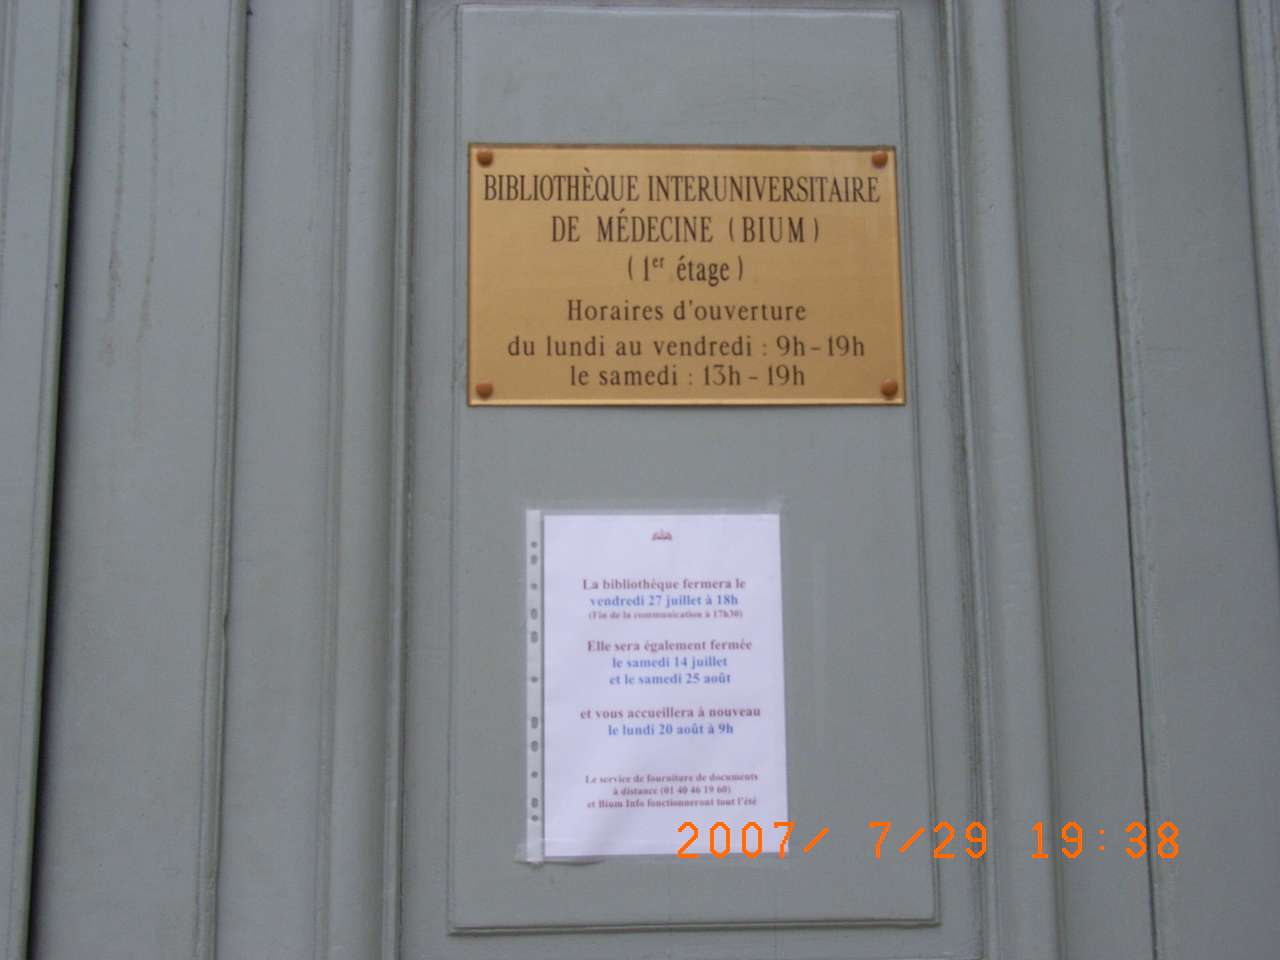 BIBLIOTHÈQUE INTERUNIVERSITAIRE
DE MÉDECINE (BIUM)
(1er étage)
Horaires d'ouverture
du lundi au vendredi : 9h - 19h
le samedi : 13h - 19h
La bibliothèque fermera le
vendredi 27 juillet à 18h
(Fin de la communication à 17h30)
Elle sera également fermée
le samedi 14 juillet
et le samedi 25 août
et vous accueillera à nouveau
le lundi 20 août à 9h
Le service de fourniture de documents
à distance (01 40 46 19 60)
et Bium Info fonctionneront tout l'été
2007/ 7/29 19:38